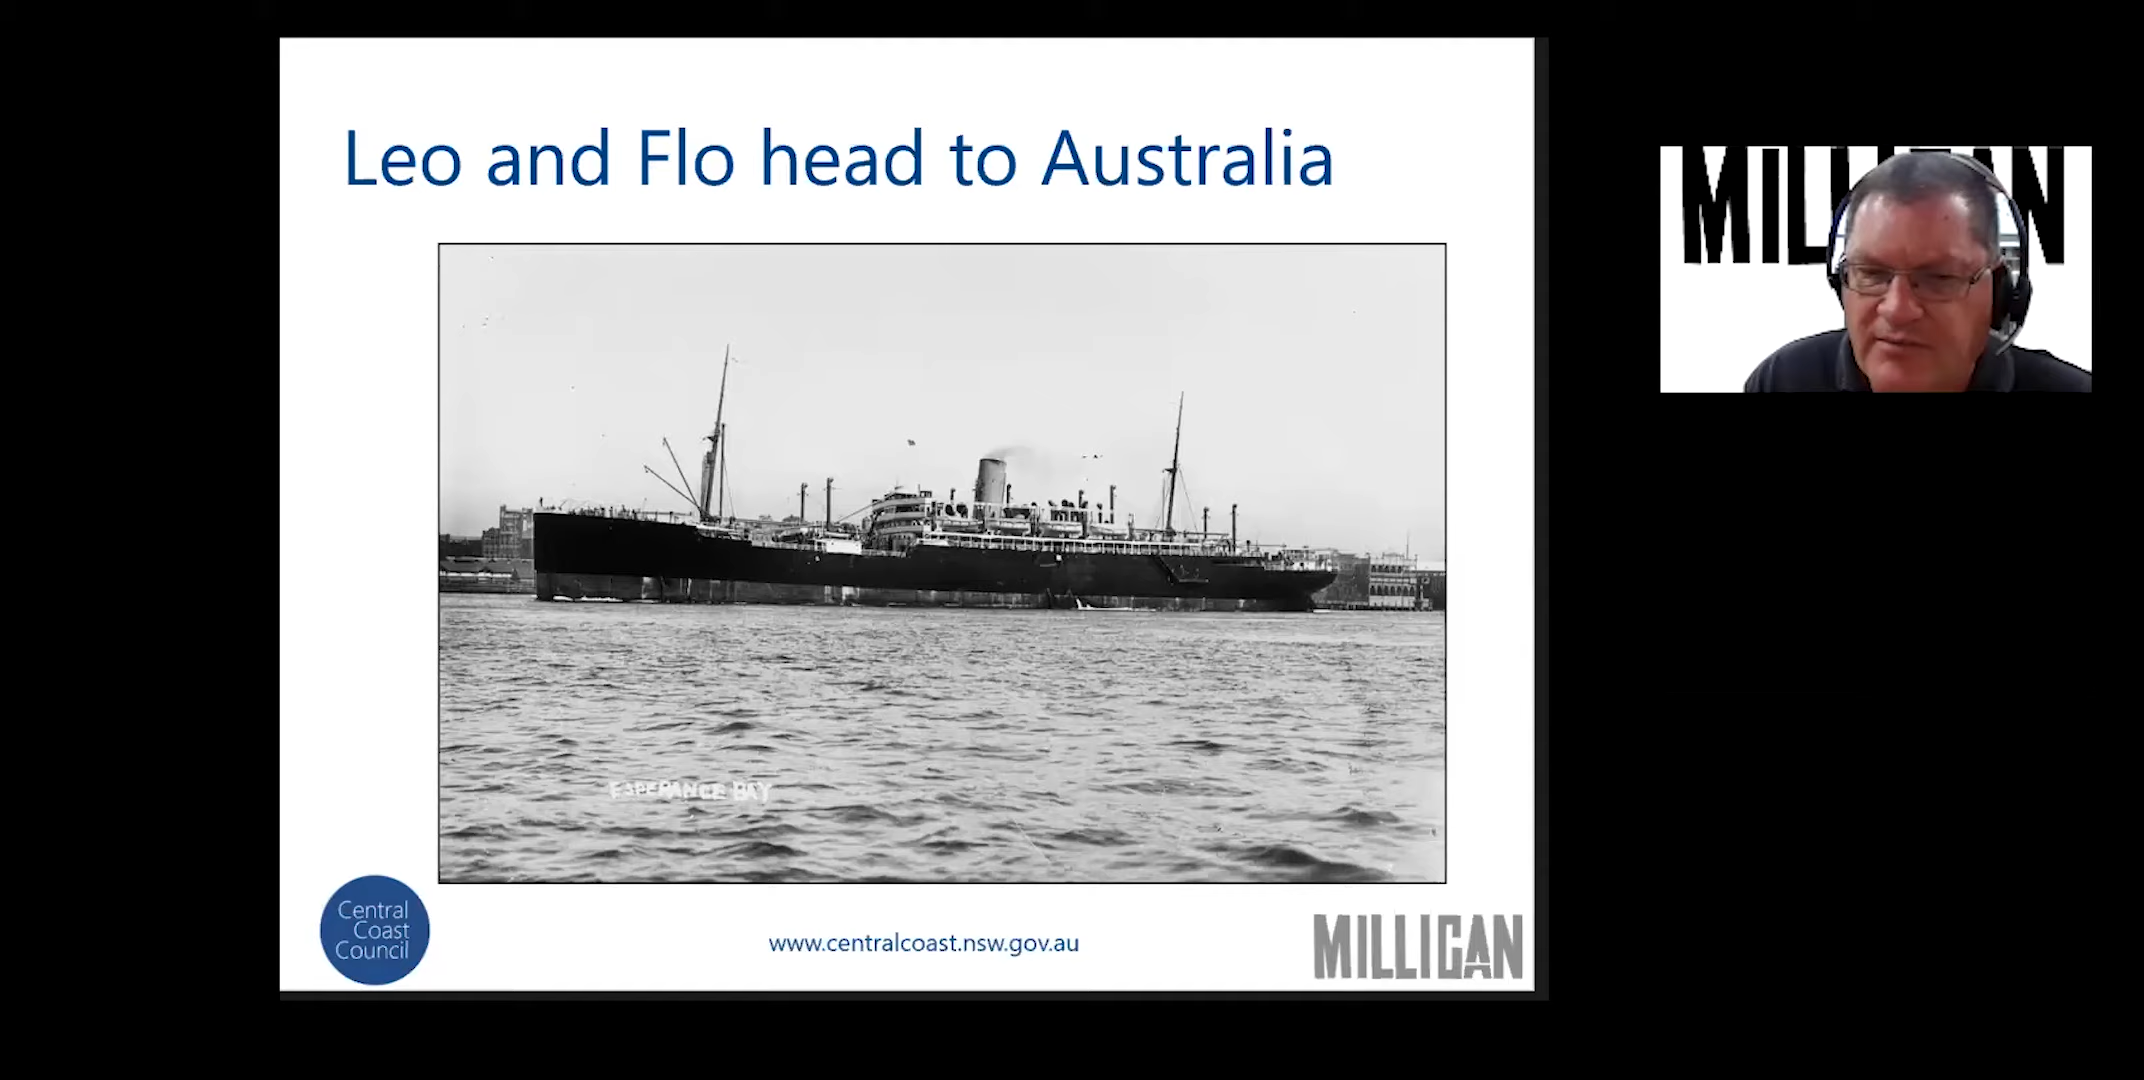 Leo and Flo head to Australia
MILLIGAN
ESPERANCE BAY
Central
Coast
Council
www.centralcoast.nsw.gov.au
MILLIGAN